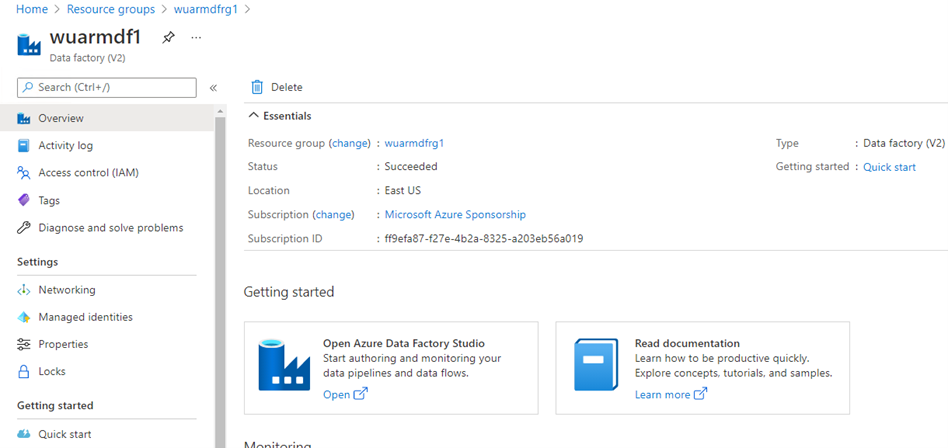 Home > Resource groups > wuarmdfrg1 >
wuarmdf1 ...
Data factory (V2)
Search (Ctrl+/) «
Overview
Activity log
Access control (IAM)
Tags
Diagnose and solve problems
Settings
Networking
Managed identities
Properties
Locks
Getting started
Quick start
Delete
Essentials
Resource group (change) : wuarmdfrg1
Status : Succeeded
Location : East US
Subscription (change) : Microsoft Azure Sponsorship
Subscription ID : ff9efa87-f27e-4b2a-8325-a203eb56a019
Type : Data factory (V2)
Getting started : Quick start
Getting started
Open Azure Data Factory Studio
Start authoring and monitoring your
data pipelines and data flows.
Open
Read documentation
Learn how to be productive quickly.
Explore concepts, tutorials, and samples.
Learn more
Monitoring